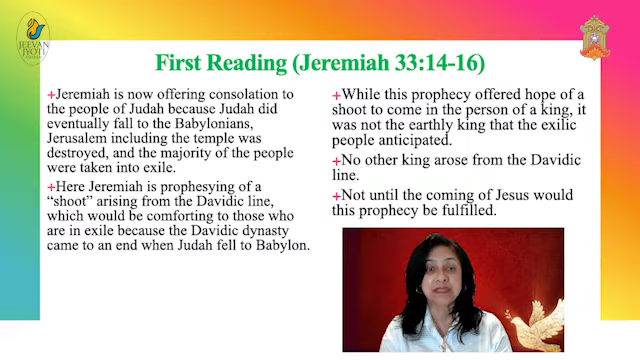 JEEVAN
JYOTI
First Reading (Jeremiah 33:14-16)
+Jeremiah is now offering consolation to
the people of Judah because Judah did
eventually fall to the Babylonians,
Jerusalem including the temple was
destroyed, and the majority of the people
were taken into exile.
+Here Jeremiah is prophesying of a
“shoot” arising from the Davidic line,
which would be comforting to those who
are in exile because the Davidic dynasty
came to an end when Judah fell to Babylon.
+While this prophecy offered hope of a
shoot to come in the person of a king, it
was not the earthly king that the exilic
people anticipated.
+No other king arose from the Davidic
line.
+Not until the coming of Jesus would
this prophecy be fulfilled.